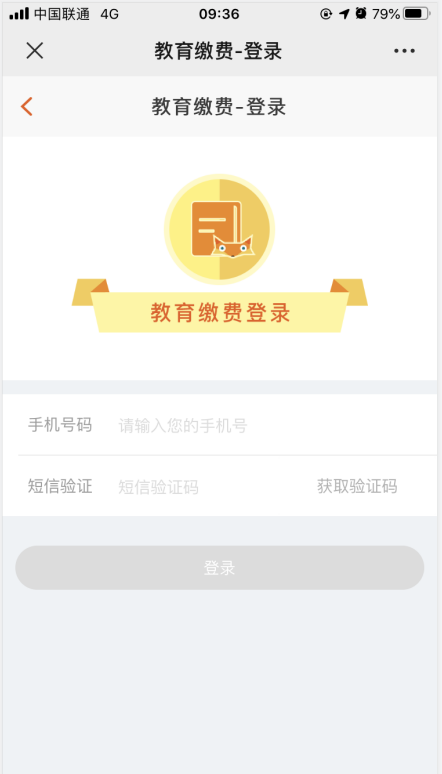 中国联通 4G 09:36 79%
教育缴费-登录
教育缴费-登录
教育缴费登录
手机号码 请输入您的手机号
短信验证 短信验证码 获取验证码
登录